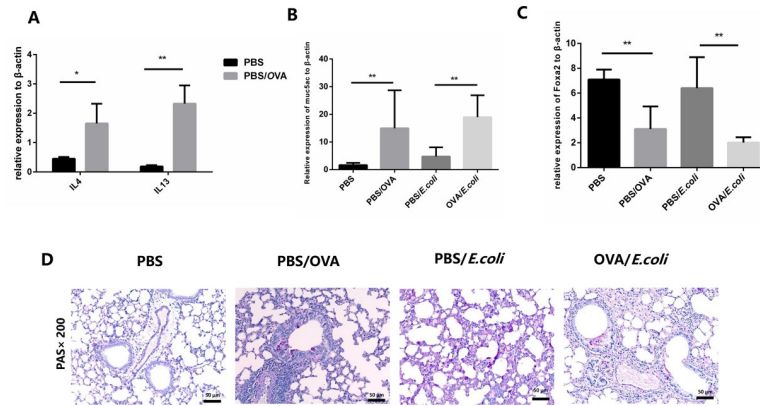 A
relative expression to β-actin
4
3
2
1
0
IL4
IL13
*
**
PBS
PBS/OVA
B
Relative expression of muc5ac to β-actin
40
30
20
10
0
**
**
PBS
PBS/OVA
PBS/E.coli
OVA/E.coli
C
relative expression of Foxa2 to β-actin
10
8
6
4
2
0
**
**
PBS
PBS/OVA
PBS/E.coli
OVA/E.coli
D
PBS
PBS/OVA
PBS/E.coli
OVA/E.coli
PAS× 200
50 μm
50 μm
50 μm
50 μm